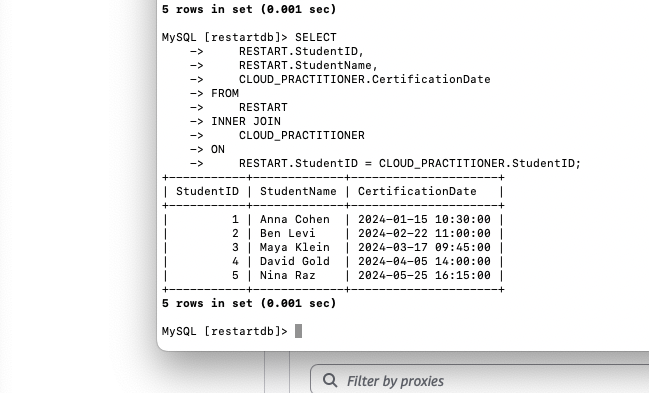 5 rows in set (0.001 sec)
MySQL [restartdb]> SELECT
    ->     RESTART.StudentID,
    ->     RESTART.StudentName,
    ->     CLOUD_PRACTITIONER.CertificationDate
    -> FROM
    ->     RESTART
    -> INNER JOIN
    ->     CLOUD_PRACTITIONER
    -> ON
    ->     RESTART.StudentID = CLOUD_PRACTITIONER.StudentID;
+-----------+-------------+---------------------+
| StudentID | StudentName | CertificationDate   |
+-----------+-------------+---------------------+
|         1 | Anna Cohen  | 2024-01-15 10:30:00 |
|         2 | Ben Levi    | 2024-02-22 11:00:00 |
|         3 | Maya Klein  | 2024-03-17 09:45:00 |
|         4 | David Gold  | 2024-04-05 14:00:00 |
|         5 | Nina Raz    | 2024-05-25 16:15:00 |
+-----------+-------------+---------------------+
5 rows in set (0.001 sec)
MySQL [restartdb]>
Filter by proxies